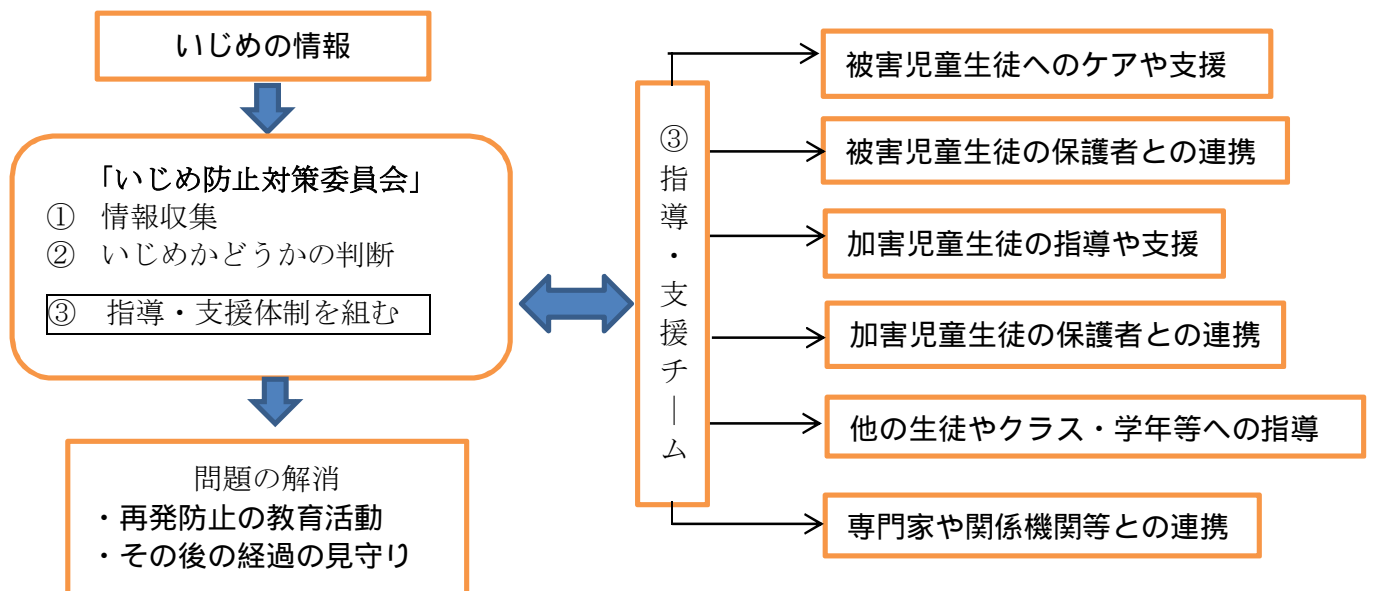 いじめの情報
「いじめ防止対策委員会」
① 情報収集
② いじめかどうかの判断
③ 指導・支援体制を組む
問題の解消
・再発防止の教育活動
・その後の経過の見守り
③指導・支援チーム
被害児童生徒へのケアや支援
被害児童生徒の保護者との連携
加害児童生徒の指導や支援
加害児童生徒の保護者との連携
他の生徒やクラス・学年等への指導
専門家や関係機関等との連携